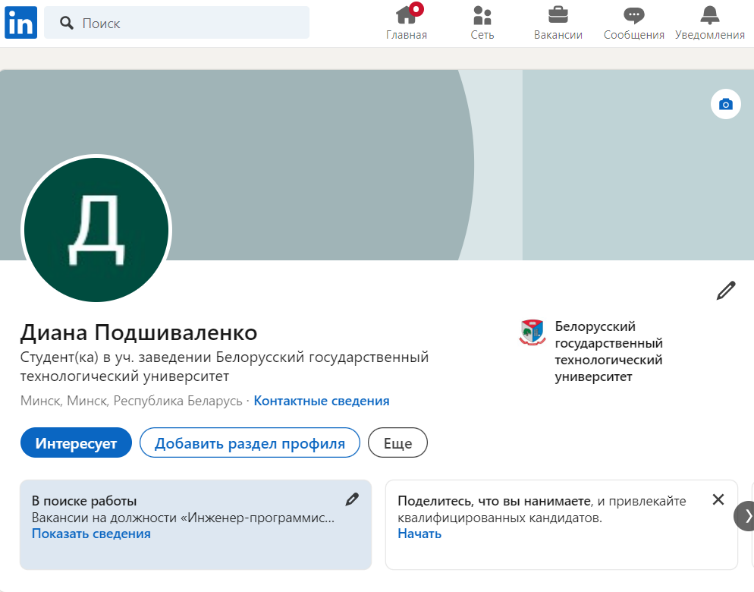 in
Поиск
Главная
Сеть
Вакансии
Сообщения
Уведомления
Д
Диана Подшиваленко
Студент(ка) в уч. заведении Белорусский государственный
технологический университет
Минск, Минск, Республика Беларусь · Контактные сведения
Белорусский
государственный
технологический
университет
Интересует
Добавить раздел профиля
Еще
В поиске работы
Вакансии на должности «Инженер-программис...
Показать сведения
Поделитесь, что вы нанимаете, и привлекайте
квалифицированных кандидатов.
Начать